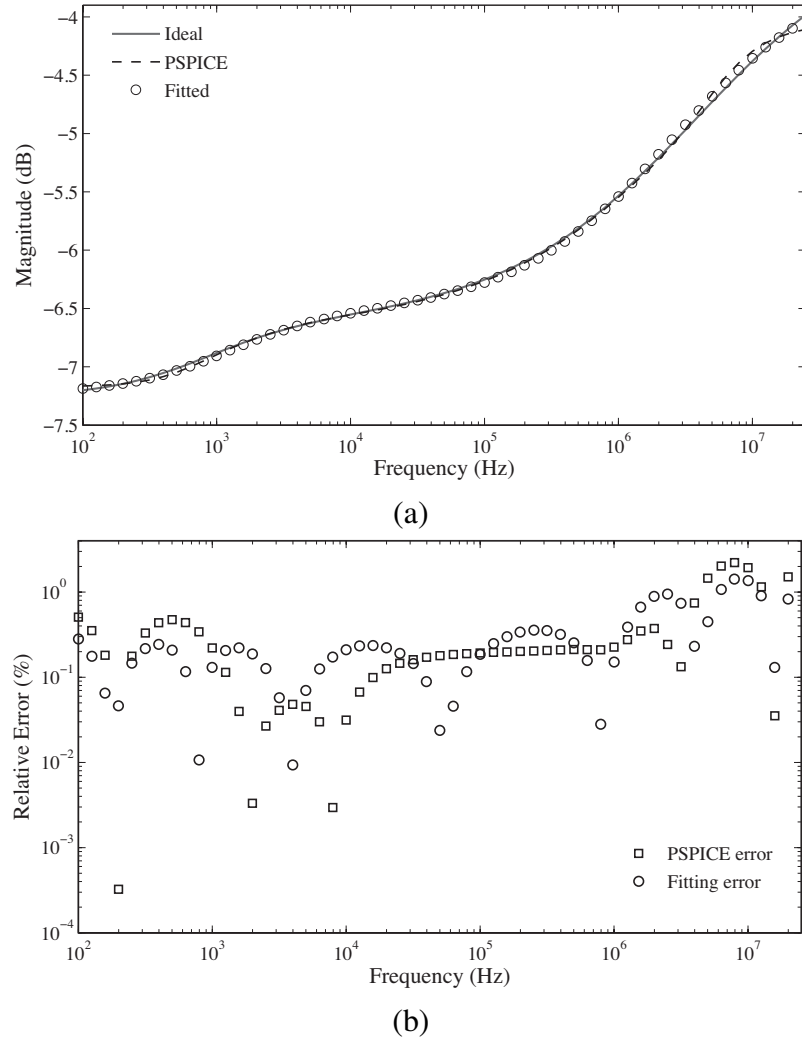 Ideal
PSPICE
Fitted
Magnitude (dB)
−4
−4.5
−5
−5.5
−6
−6.5
−7
−7.5
10^2
10^3
10^4
10^5
10^6
10^7
Frequency (Hz)
(a)
Relative Error (%)
10^0
10^−1
10^−2
10^−3
10^−4
PSPICE error
Fitting error
10^2
10^3
10^4
10^5
10^6
10^7
Frequency (Hz)
(b)